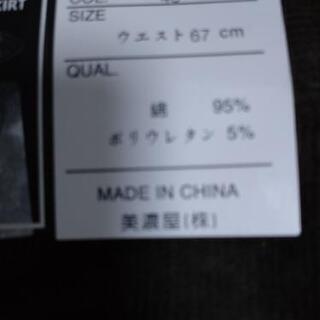 KIRT
SIZE
ウエスト67 cm
QUAL.
綿 95%
ポリウレタン 5%
MADE IN CHINA
美濃屋(株)